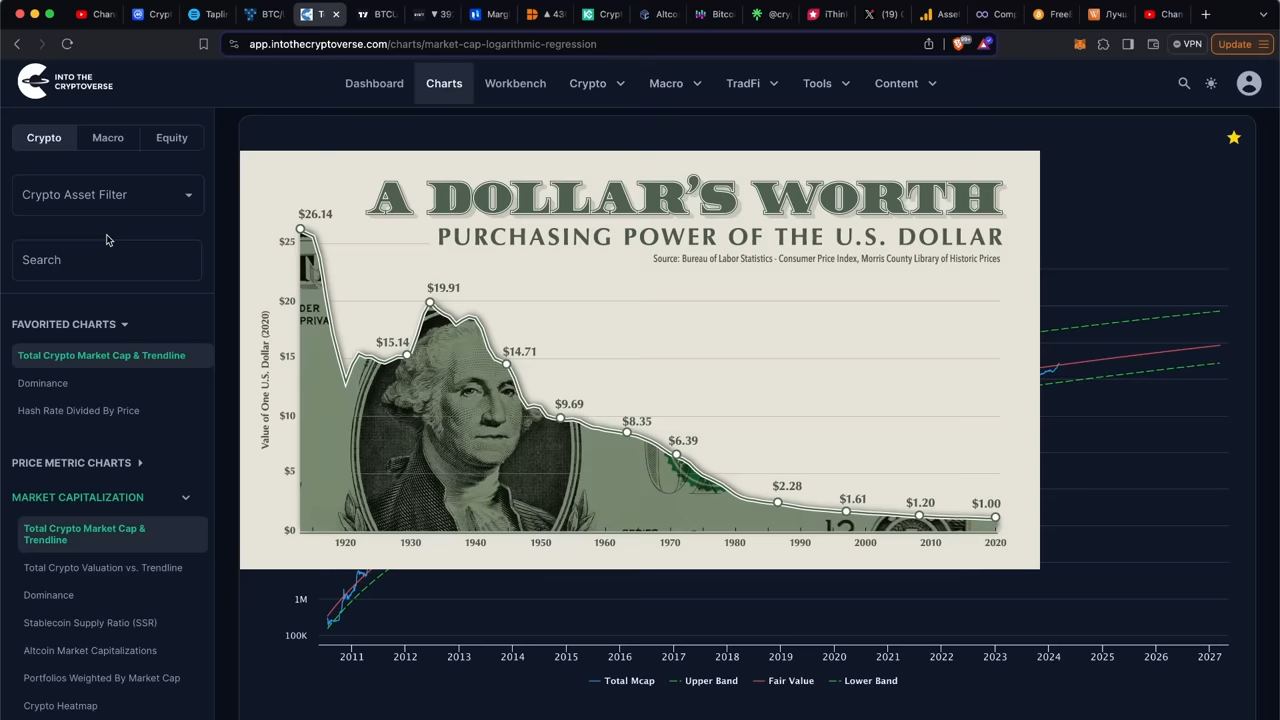 Chan
Crypt
Taplin
BTC/
T
BTCU
▼ 39
Marg
▲ 43
Crypt
Altco
Bitco
@cry
iThin
(19)
Asse
Comp
FreeB
Лучш
Chan
app.intothecryptoverse.com/charts/market-cap-logarithmic-regression
99+
VPN
Update
INTO THE
CRYPTOVERSE
Dashboard
Charts
Workbench
Crypto
Macro
TradFi
Tools
Content
Crypto
Macro
Equity
Crypto Asset Filter
Search
FAVORITED CHARTS
Total Crypto Market Cap & Trendline
Dominance
Hash Rate Divided By Price
PRICE METRIC CHARTS
MARKET CAPITALIZATION
Total Crypto Market Cap &
Trendline
Total Crypto Valuation vs. Trendline
Dominance
Stablecoin Supply Ratio (SSR)
Altcoin Market Capitalizations
Portfolios Weighted By Market Cap
Crypto Heatmap
A DOLLAR'S WORTH
PURCHASING POWER OF THE U.S. DOLLAR
Source: Bureau of Labor Statistics - Consumer Price Index, Morris County Library of Historic Prices
Value of One U.S. Dollar (2020)
$25
$20
$15
$10
$5
$0
$26.14
$15.14
$19.91
$14.71
$9.69
$8.35
$6.39
$2.28
$1.61
$1.20
$1.00
DER
PRIVA
1920
1930
1940
1950
1960
1970
1980
1990
2000
2010
2020
1M
100K
2011
2012
2013
2014
2015
2016
2017
2018
2019
2020
2021
2022
2023
2024
2025
2026
2027
Total Mcap
Upper Band
Fair Value
Lower Band